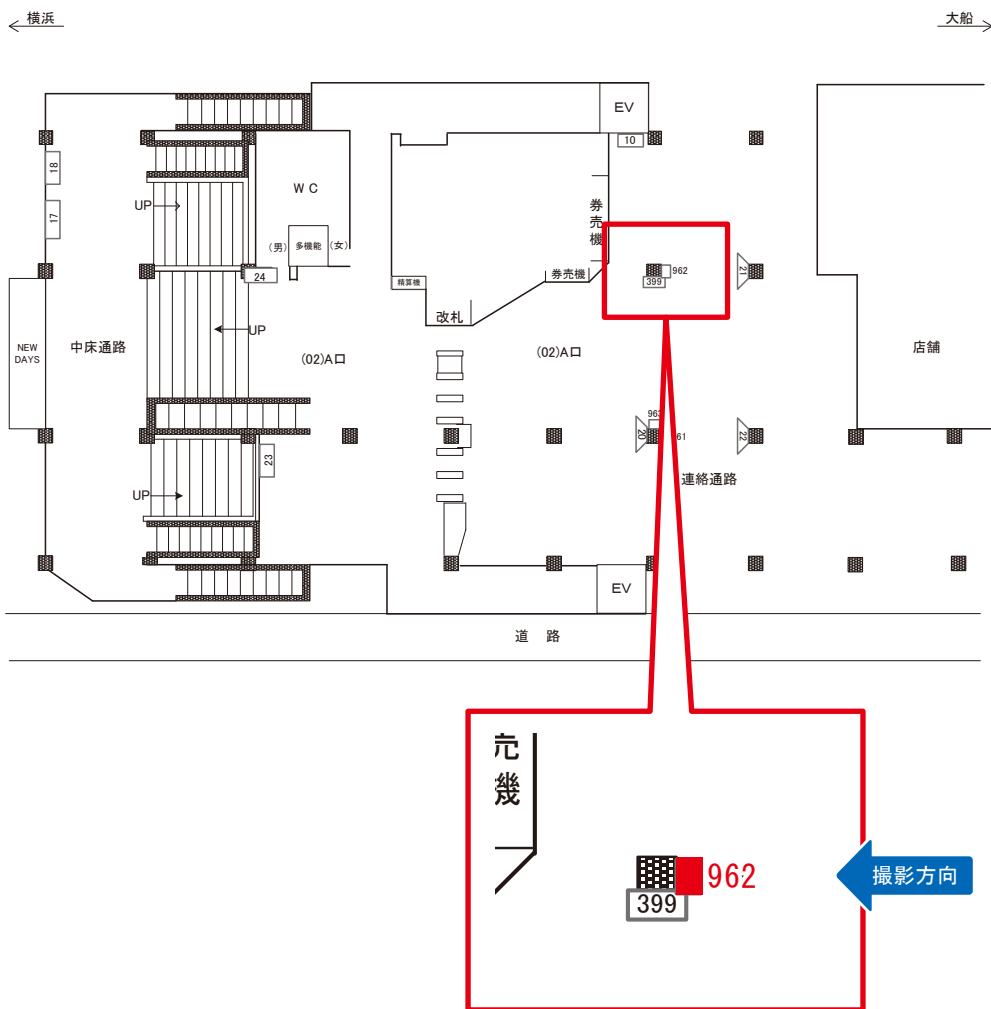 横浜
大船
EV
10
18
17
WC
UP
券売機
(男)
多機能
(女)
962
21
24
399
精算機
券売機
改札
UP
NEW DAYS
中床通路
(02)A口
(02)A口
店舗
20
22
23
連絡通路
UP
EV
道 路
売機
962
399
撮影方向